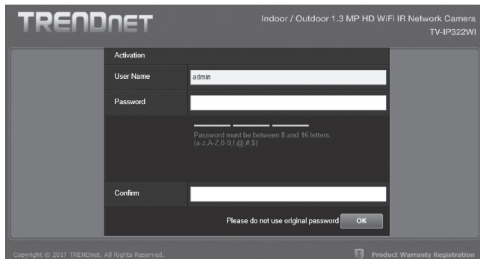 TRENDNET
Indoor / Outdoor 1.3 MP HD WiFi IR Network Camera
TV-IP322WI
Activation
User Name
admin
Password
Password must be between 8 and 16 letters
(a-z,A-Z,0-9,!,@,#,$)
Confirm
Please do not use original password
OK
Copyright © 2017 TRENDnet. All Rights Reserved.
Product Warranty Registration